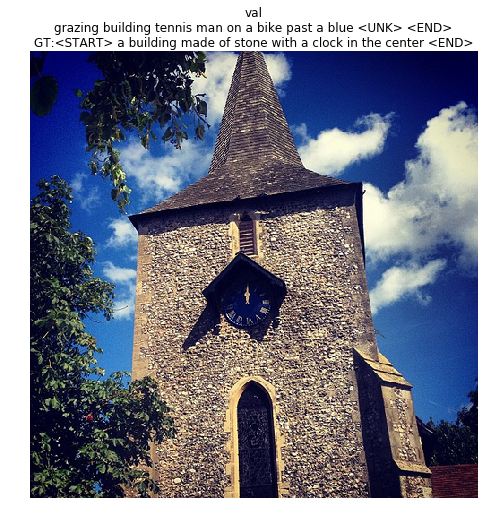 val
grazing building tennis man on a bike past a blue <UNK> <END>
GT:<START> a building made of stone with a clock in the center <END>